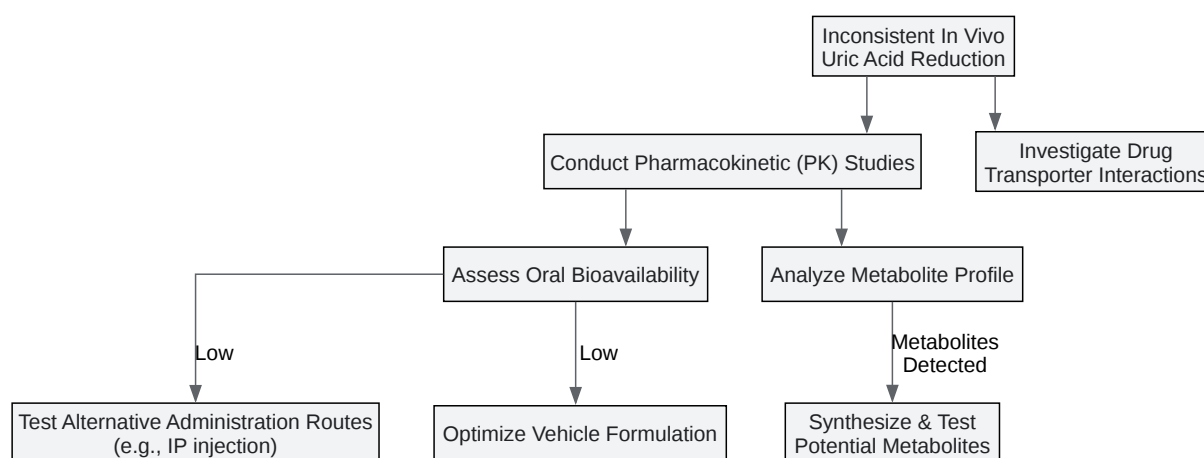 Inconsistent In Vivo
Uric Acid Reduction
Conduct Pharmacokinetic (PK) Studies
Investigate Drug
Transporter Interactions
Assess Oral Bioavailability
Analyze Metabolite Profile
Low
Low
Metabolites
Detected
Test Alternative Administration Routes
(e.g., IP injection)
Optimize Vehicle Formulation
Synthesize & Test
Potential Metabolites